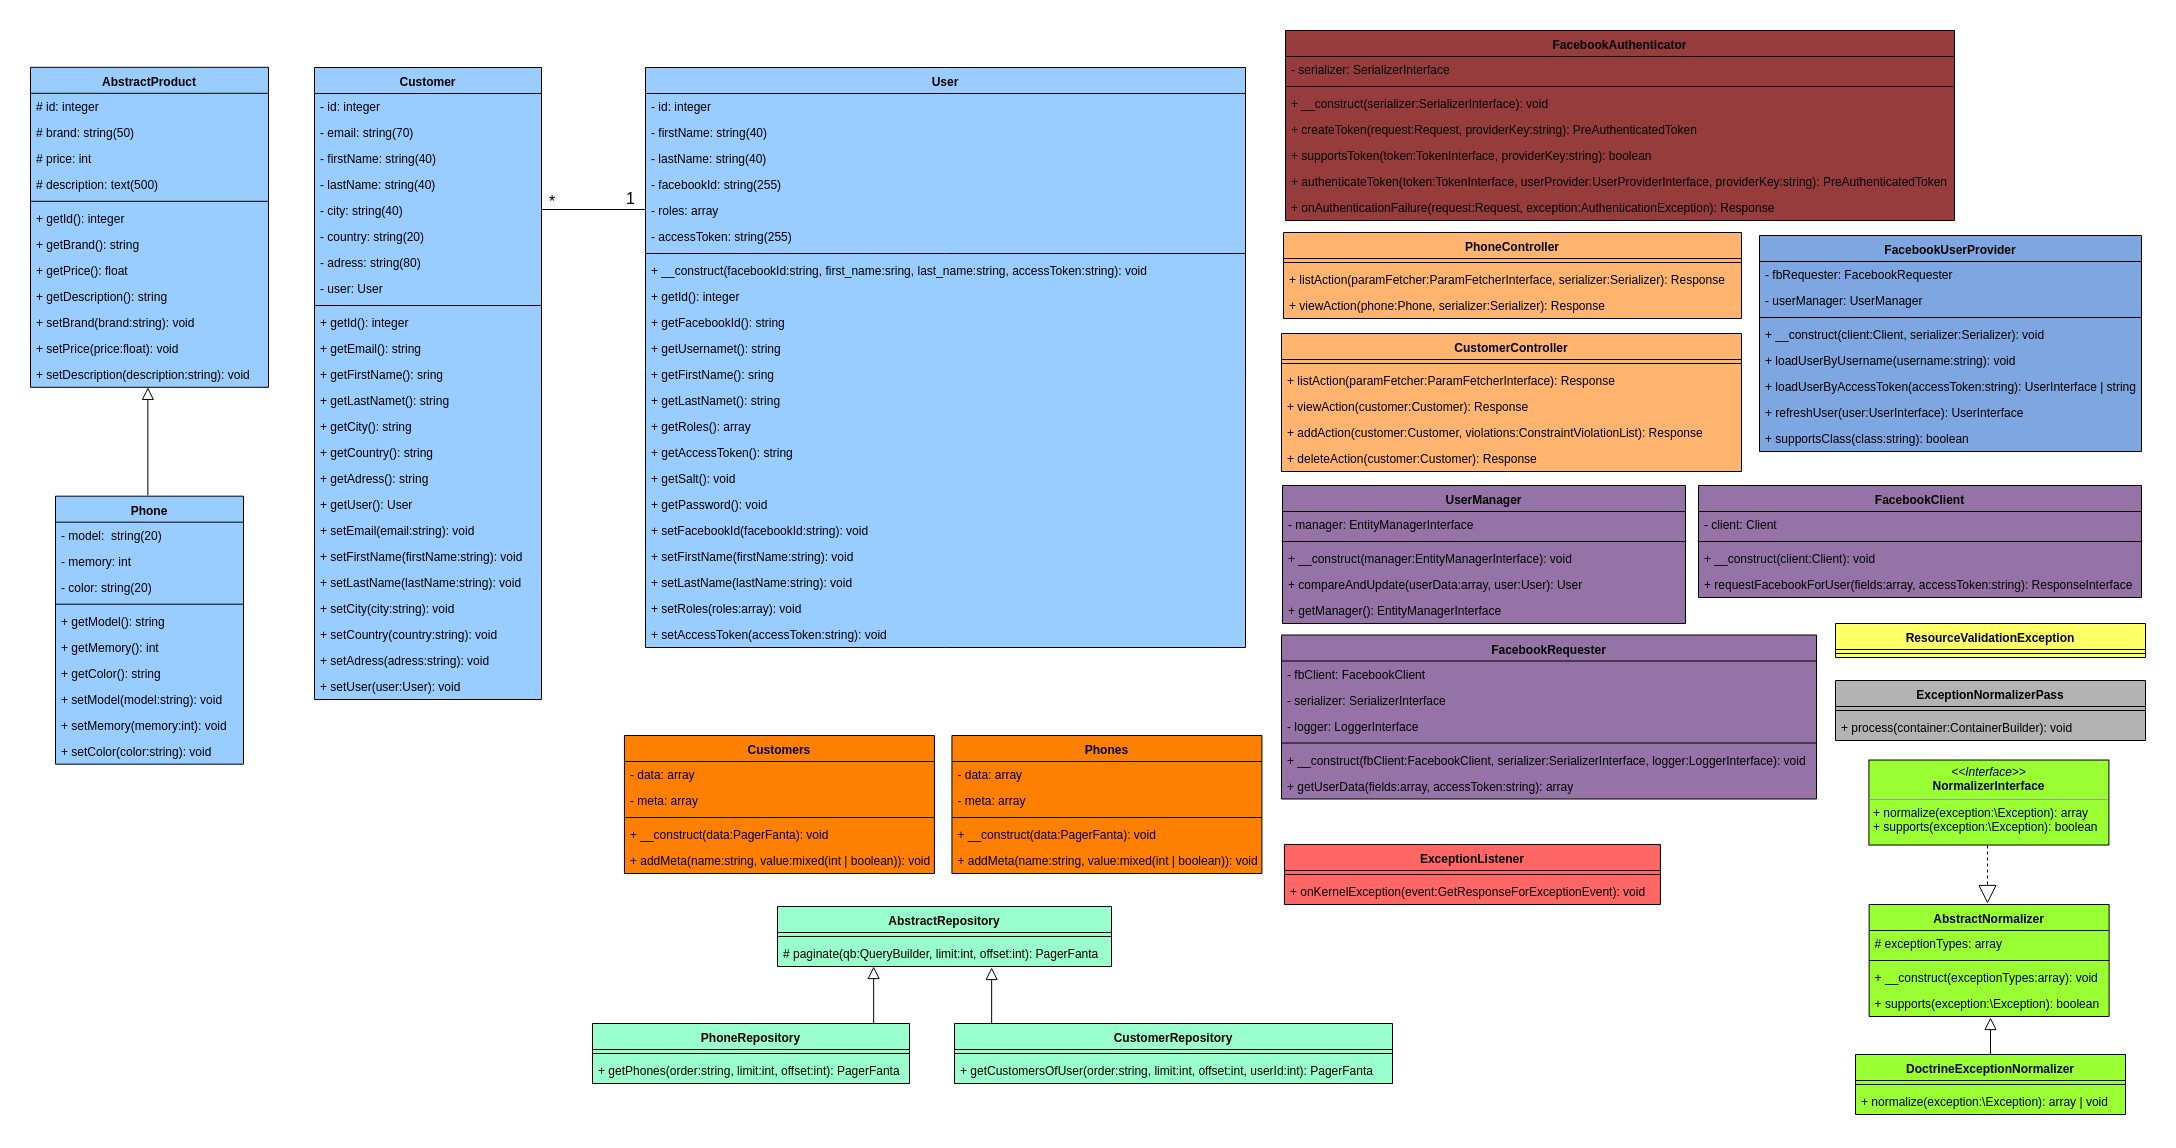 AbstractProduct
# id: integer
# brand: string(50)
# price: int
# description: text(500)
+ getId(): integer
+ getBrand(): string
+ getPrice(): float
+ getDescription(): string
+ setBrand(brand:string): void
+ setPrice(price:float): void
+ setDescription(description:string): void
Phone
- model:  string(20)
- memory: int
- color: string(20)
+ getModel(): string
+ getMemory(): int
+ getColor(): string
+ setModel(model:string): void
+ setMemory(memory:int): void
+ setColor(color:string): void
Customer
- id: integer
- email: string(70)
- firstName: string(40)
- lastName: string(40)
- city: string(40)
- country: string(20)
- adress: string(80)
- user: User
+ getId(): integer
+ getEmail(): string
+ getFirstName(): sring
+ getLastNamet(): string
+ getCity(): string
+ getCountry(): string
+ getAdress(): string
+ getUser(): User
+ setEmail(email:string): void
+ setFirstName(firstName:string): void
+ setLastName(lastName:string): void
+ setCity(city:string): void
+ setCountry(country:string): void
+ setAdress(adress:string): void
+ setUser(user:User): void
*
1
User
- id: integer
- firstName: string(40)
- lastName: string(40)
- facebookId: string(255)
- roles: array
- accessToken: string(255)
+ __construct(facebookId:string, first_name:sring, last_name:string, accessToken:string): void
+ getId(): integer
+ getFacebookId(): string
+ getUsernamet(): string
+ getFirstName(): sring
+ getLastNamet(): string
+ getRoles(): array
+ getAccessToken(): string
+ getSalt(): void
+ getPassword(): void
+ setFacebookId(facebookId:string): void
+ setFirstName(firstName:string): void
+ setLastName(lastName:string): void
+ setRoles(roles:array): void
+ setAccessToken(accessToken:string): void
Customers
- data: array
- meta: array
+ __construct(data:PagerFanta): void
+ addMeta(name:string, value:mixed(int | boolean)): void
Phones
- data: array
- meta: array
+ __construct(data:PagerFanta): void
+ addMeta(name:string, value:mixed(int | boolean)): void
AbstractRepository
# paginate(qb:QueryBuilder, limit:int, offset:int): PagerFanta
PhoneRepository
+ getPhones(order:string, limit:int, offset:int): PagerFanta
CustomerRepository
+ getCustomersOfUser(order:string, limit:int, offset:int, userId:int): PagerFanta
FacebookAuthenticator
- serializer: SerializerInterface
+ __construct(serializer:SerializerInterface): void
+ createToken(request:Request, providerKey:string): PreAuthenticatedToken
+ supportsToken(token:TokenInterface, providerKey:string): boolean
+ authenticateToken(token:TokenInterface, userProvider:UserProviderInterface, providerKey:string): PreAuthenticatedToken
+ onAuthenticationFailure(request:Request, exception:AuthenticationException): Response
PhoneController
+ listAction(paramFetcher:ParamFetcherInterface, serializer:Serializer): Response
+ viewAction(phone:Phone, serializer:Serializer): Response
CustomerController
+ listAction(paramFetcher:ParamFetcherInterface): Response
+ viewAction(customer:Customer): Response
+ addAction(customer:Customer, violations:ConstraintViolationList): Response
+ deleteAction(customer:Customer): Response
FacebookUserProvider
- fbRequester: FacebookRequester
- userManager: UserManager
+ __construct(client:Client, serializer:Serializer): void
+ loadUserByUsername(username:string): void
+ loadUserByAccessToken(accessToken:string): UserInterface | string
+ refreshUser(user:UserInterface): UserInterface
+ supportsClass(class:string): boolean
UserManager
- manager: EntityManagerInterface
+ __construct(manager:EntityManagerInterface): void
+ compareAndUpdate(userData:array, user:User): User
+ getManager(): EntityManagerInterface
FacebookClient
- client: Client
+ __construct(client:Client): void
+ requestFacebookForUser(fields:array, accessToken:string): ResponseInterface
FacebookRequester
- fbClient: FacebookClient
- serializer: SerializerInterface
- logger: LoggerInterface
+ __construct(fbClient:FacebookClient, serializer:SerializerInterface, logger:LoggerInterface): void
+ getUserData(fields:array, accessToken:string): array
ResourceValidationException
ExceptionNormalizerPass
+ process(container:ContainerBuilder): void
ExceptionListener
+ onKernelException(event:GetResponseForExceptionEvent): void
<<Interface>>
NormalizerInterface
+ normalize(exception:\Exception): array
+ supports(exception:\Exception): boolean
AbstractNormalizer
# exceptionTypes: array
+ __construct(exceptionTypes:array): void
+ supports(exception:\Exception): boolean
DoctrineExceptionNormalizer
+ normalize(exception:\Exception): array | void